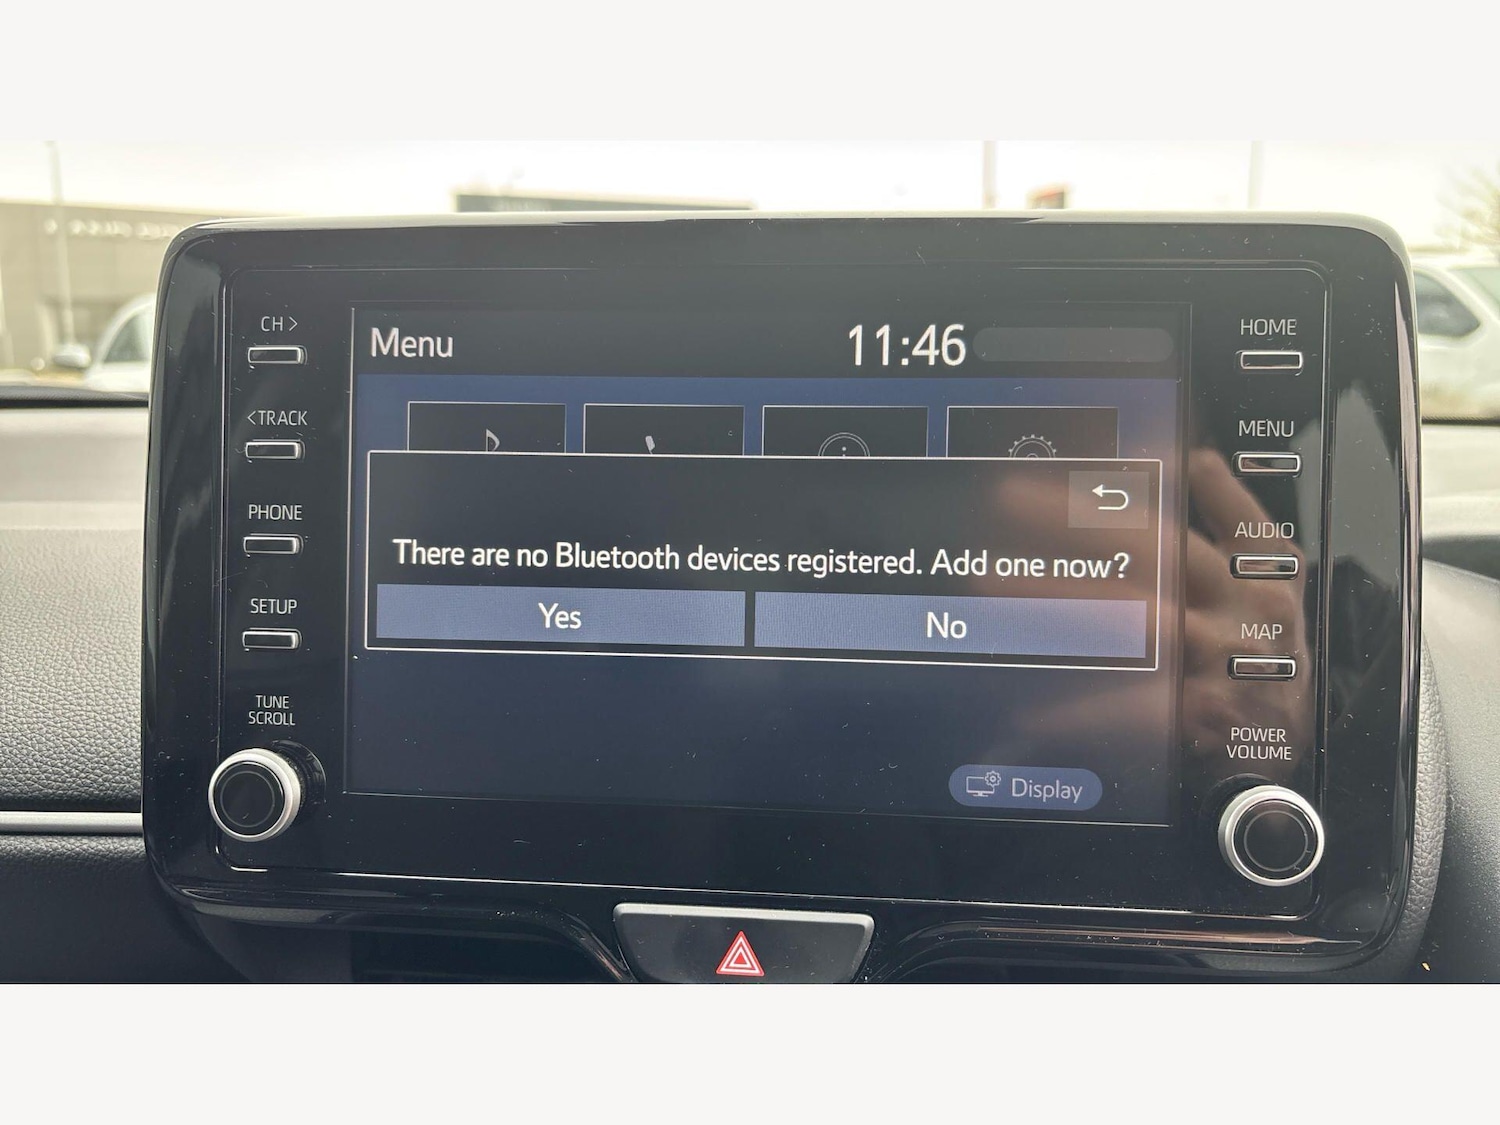 CH >
<TRACK
PHONE
SETUP
TUNE
SCROLL
Menu
11:46
There are no Bluetooth devices registered. Add one now?
Yes
No
Display
HOME
MENU
AUDIO
MAP
POWER
VOLUME